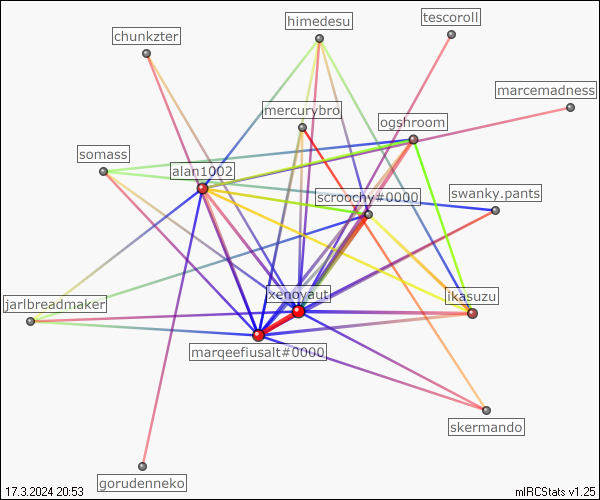 himedesu
tescoroll
chunkzter
marcemadness
mercurybro
ogshroom
somass
alan1002
scroochy#0000
swanky.pants
xenoyaut
ikasuzu
jarlbreadmaker
marqeefiusalt#0000
skermando
gorudenneko
17.3.2024 20:53
mIRCStats v1.25